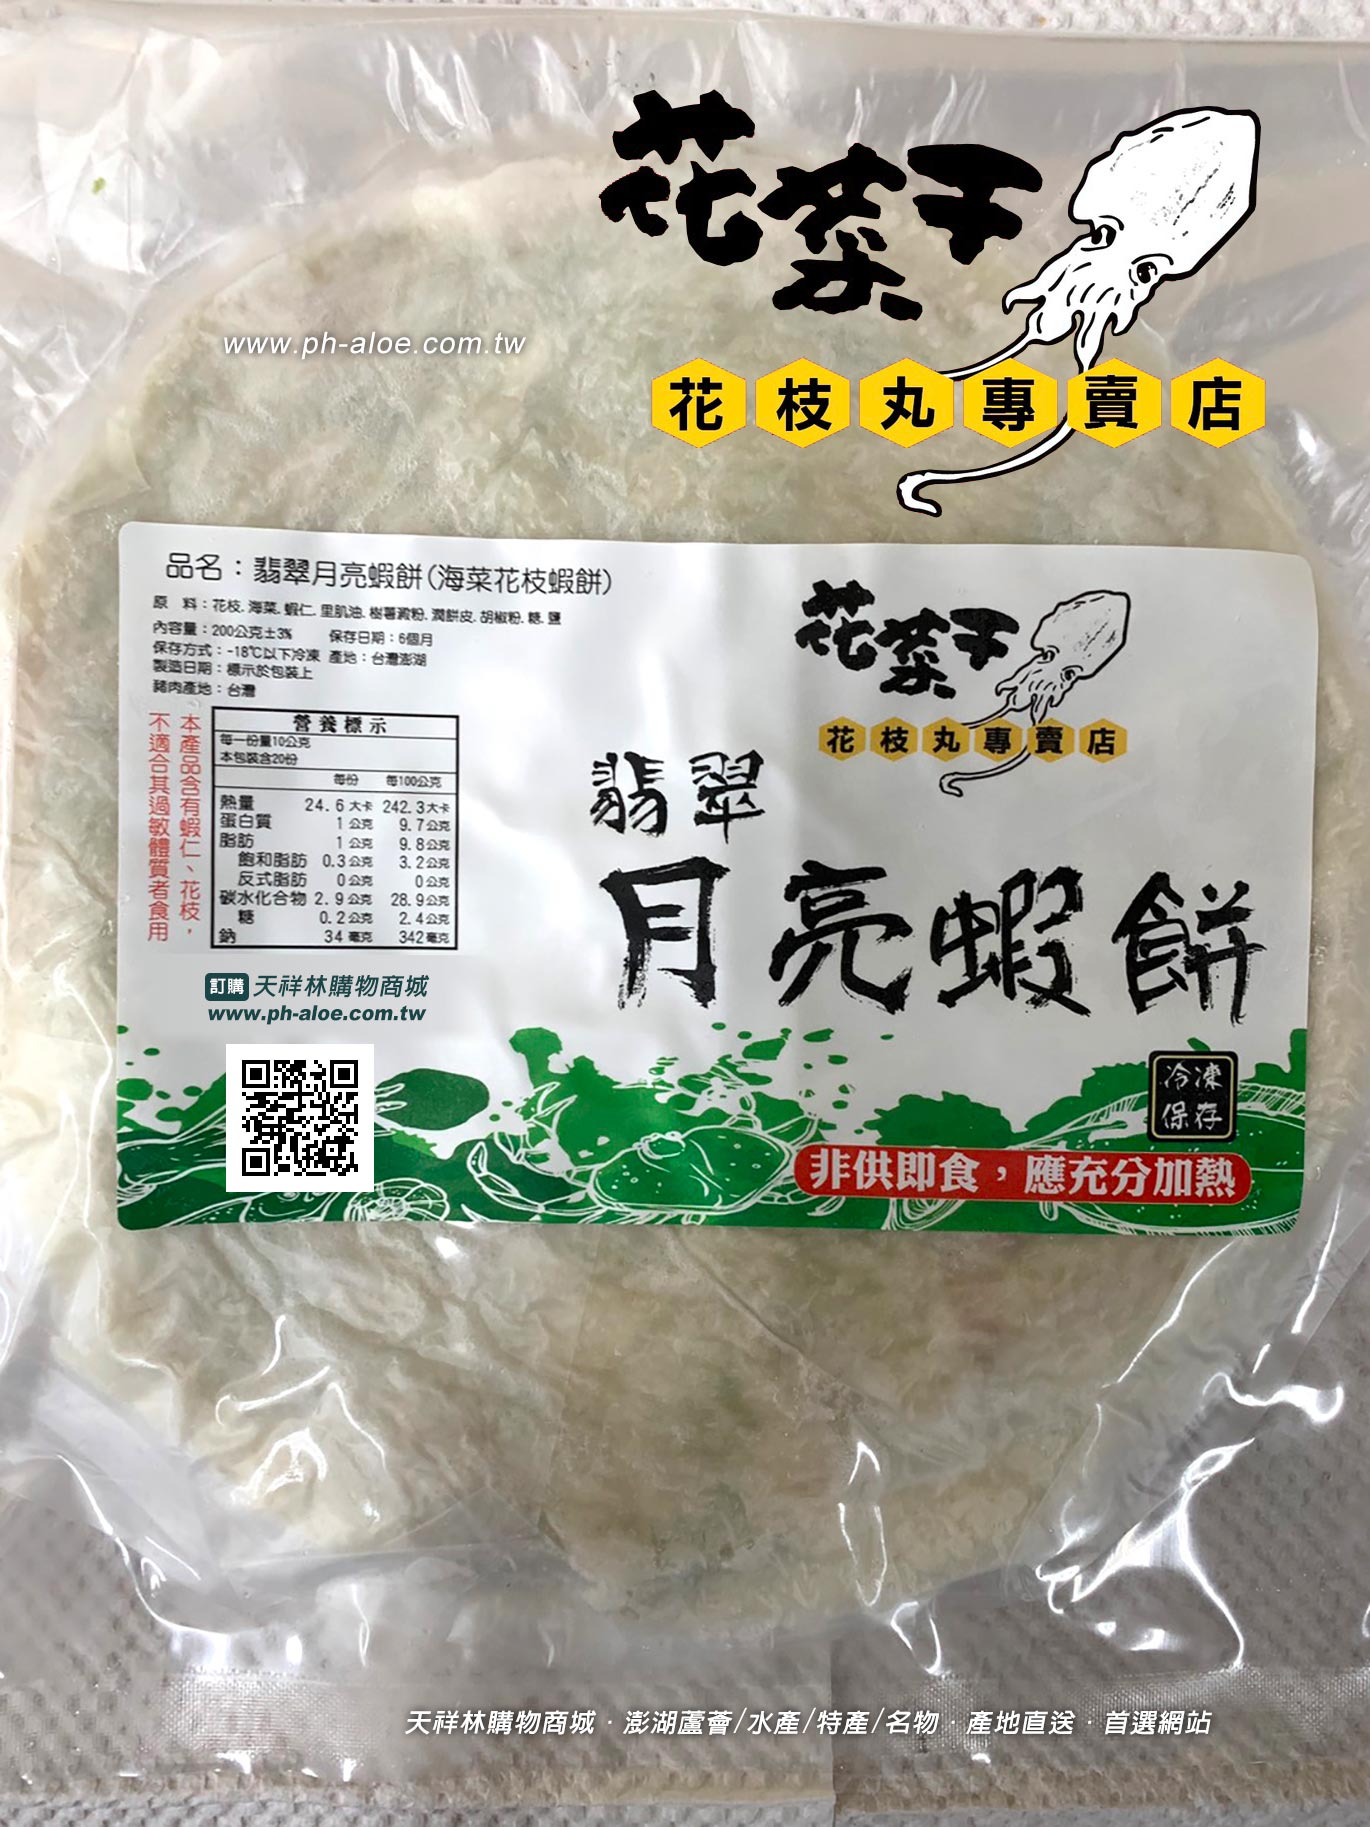 花菜干
www.ph-aloe.com.tw
花枝丸專賣店
品名：翡翠月亮蝦餅(海菜花枝蝦餅)
原 料：花枝. 海菜. 蝦仁. 里肌油. 樹薯澱粉. 潤餅皮. 胡椒粉. 糖. 鹽
內容量：200公克±3% 保存日期：6個月
保存方式：-18℃以下冷凍 產地：台灣澎湖
製造日期：標示於包裝上
豬肉產地：台灣
本產品含有蝦仁、花枝，
不適合其過敏體質者食用
營養標示
每一份量10公克
本包裝含20份
每份 每100公克
熱量 24.6大卡 242.3大卡
蛋白質 1公克 9.7公克
脂肪 1公克 9.8公克
飽和脂肪 0.3公克 3.2公克
反式脂肪 0公克 0公克
碳水化合物 2.9公克 28.9公克
糖 0.2公克 2.4公克
鈉 34毫克 342毫克
花菜干
花枝丸專賣店
翡翠
月亮蝦餅
訂購 天祥林購物商城
www.ph-aloe.com.tw
冷凍
保存
非供即食，應充分加熱
天祥林購物商城．澎湖蘆薈/水產/特產/名物．產地直送．首選網站